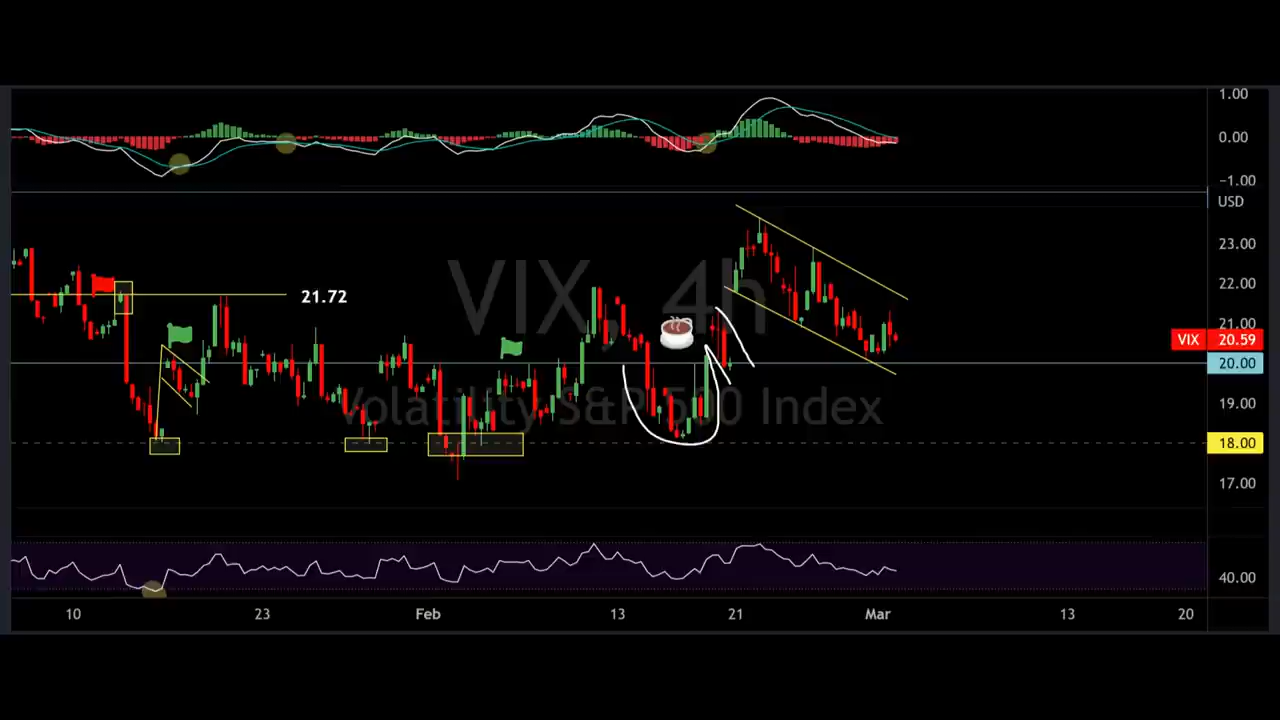 1.00
0.00
−1.00
USD
23.00
22.00
21.72
VIX, 4h
21.00
VIX 20.59
20.00
19.00
Volatility S&P 500 Index
18.00
17.00
40.00
10 23 Feb 13 21 Mar 13 20